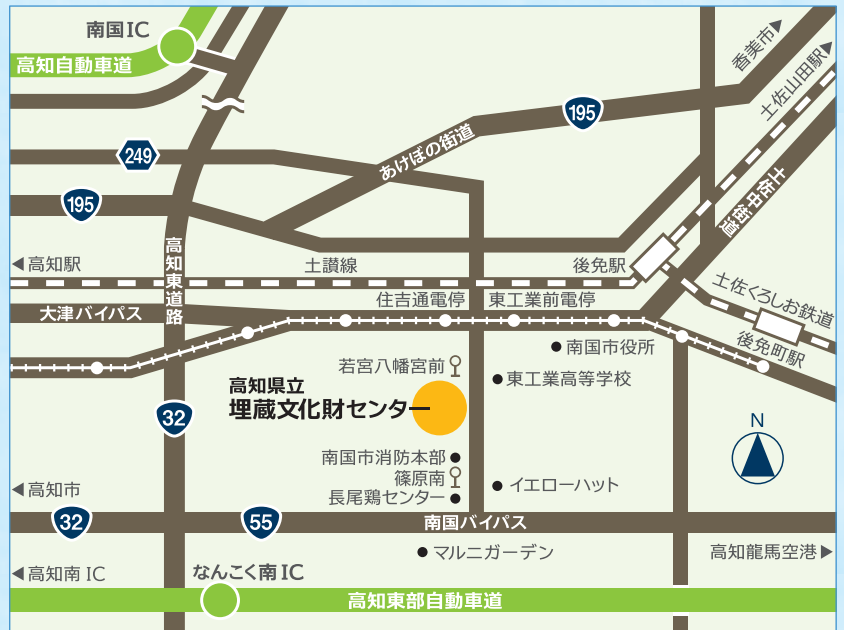 南国IC
高知自動車道
香美市
土佐山田駅
195
249
あけぼの街道
195
土佐中街道
高知東道路
高知駅
土讃線
後免駅
土佐くろしお鉄道
大津バイパス
住吉通電停
東工業前電停
後免町駅
南国市役所
若宮八幡宮前
東工業高等学校
高知県立
埋蔵文化財センター
32
N
南国市消防本部
篠原南
イエローハット
長尾鶏センター
高知市
32
55
南国バイパス
マルニガーデン
高知龍馬空港
高知南IC
なんこく南IC
高知東部自動車道